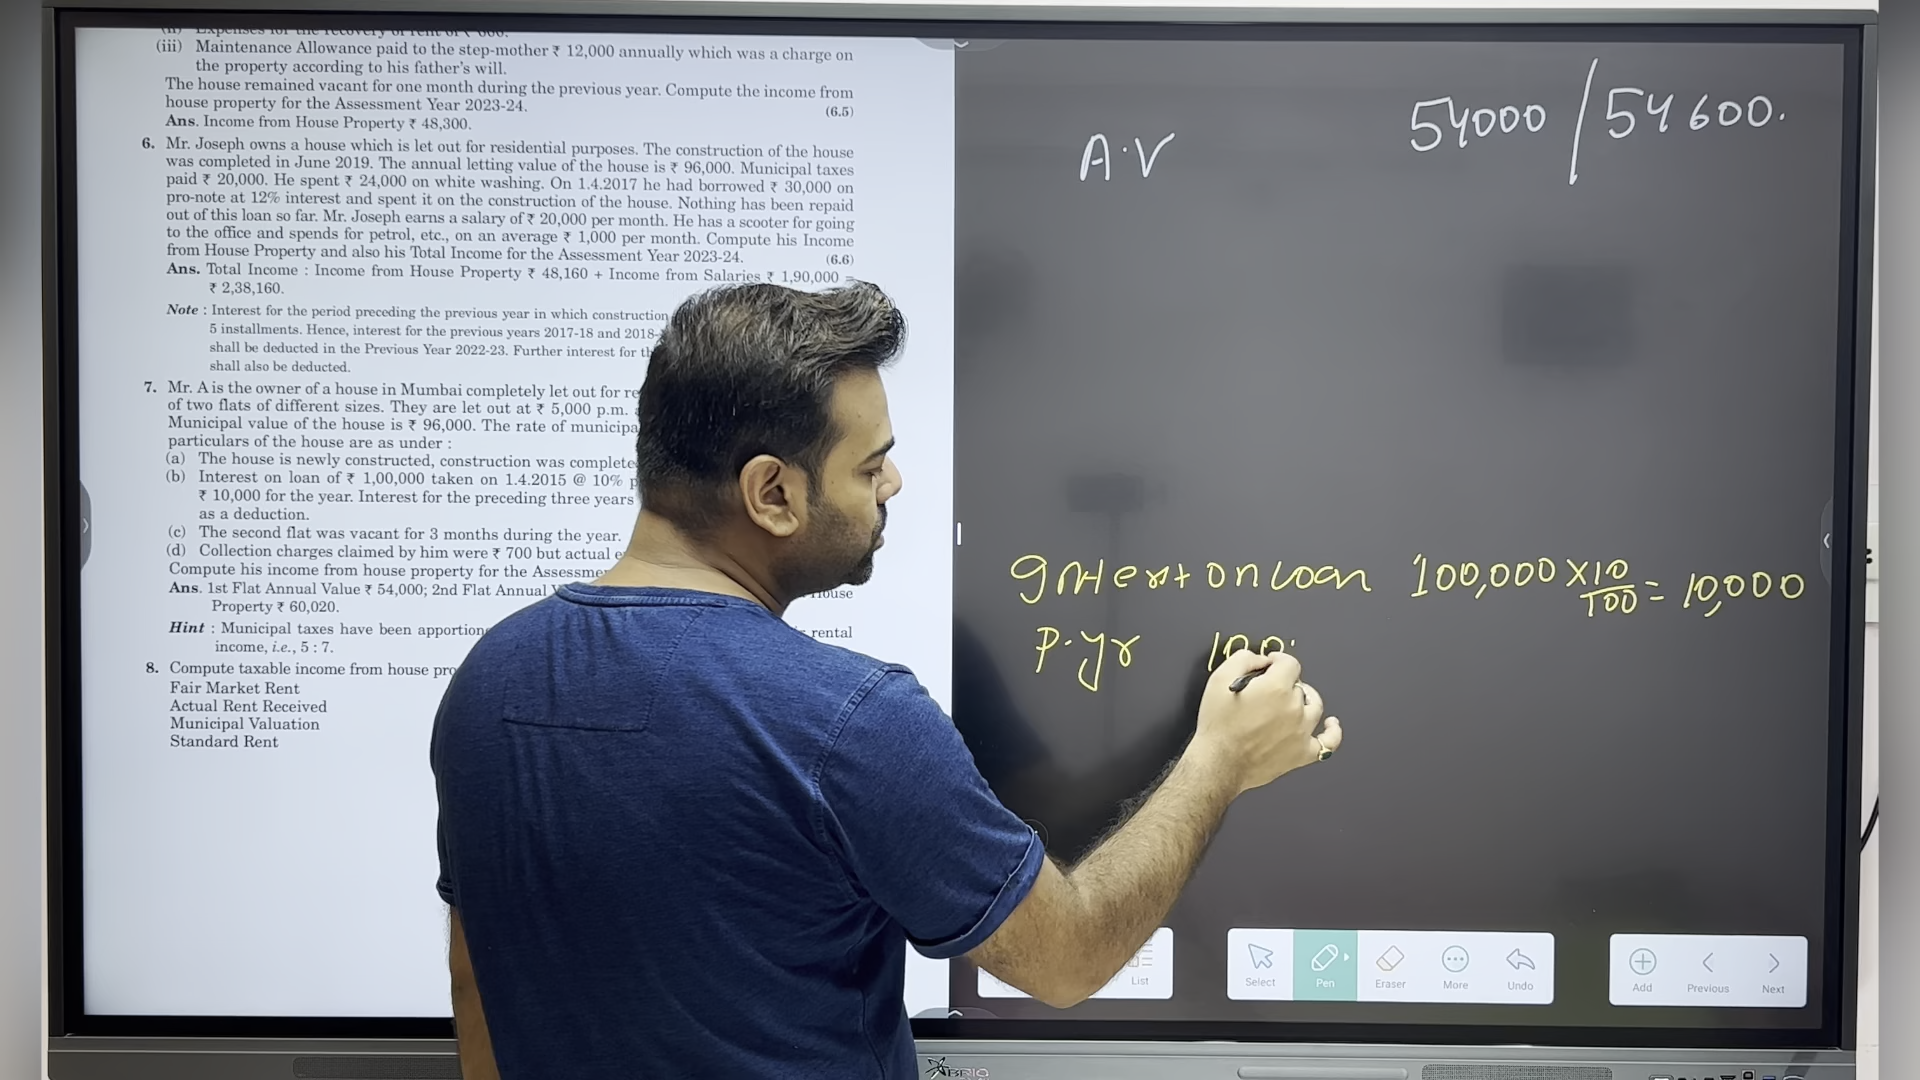 (iii) Maintenance Allowance paid to the step-mother ₹ 12,000 annually which was a charge on
the property according to his father's will.
The house remained vacant for one month during the previous year. Compute the income from
house property for the Assessment Year 2023-24. (6.5)
Ans. Income from House Property ₹ 48,300.
6. Mr. Joseph owns a house which is let out for residential purposes. The construction of the house
was completed in June 2019. The annual letting value of the house is ₹ 96,000. Municipal taxes
paid ₹ 20,000. He spent ₹ 24,000 on white washing. On 1.4.2017 he had borrowed ₹ 30,000 on
pro-note at 12% interest and spent it on the construction of the house. Nothing has been repaid
out of this loan so far. Mr. Joseph earns a salary of ₹ 20,000 per month. He has a scooter for going
to the office and spends for petrol, etc., on an average ₹ 1,000 per month. Compute his Income
from House Property and also his Total Income for the Assessment Year 2023-24. (6.6)
Ans. Total Income : Income from House Property ₹ 48,160 + Income from Salaries ₹ 1,90,000 =
₹ 2,38,160.
Note : Interest for the period preceding the previous year in which construction
5 installments. Hence, interest for the previous years 2017-18 and 2018-
shall be deducted in the Previous Year 2022-23. Further interest for
shall also be deducted.
7. Mr. A is the owner of a house in Mumbai completely let out for
of two flats of different sizes. They are let out at ₹ 5,000 p.m.
Municipal value of the house is ₹ 96,000. The rate of
particulars of the house are as under :
(a) The house is newly constructed, construction was
(b) Interest on loan of ₹ 1,00,000 taken on 1.4.2015 @ 10%
₹ 10,000 for the year. Interest for the preceding three years
as a deduction.
(c) The second flat was vacant for 3 months during the year.
(d) Collection charges claimed by him were ₹ 700 but actual
Compute his income from house property for the
Ans. 1st Flat Annual Value ₹ 54,000; 2nd Flat Annual House
Property ₹ 60,020.
Hint : Municipal taxes have been rental
income, i.e., 5 : 7.
8. Compute taxable income from house
Fair Market Rent
Actual Rent Received
Municipal Valuation
Standard Rent
A.V 54000 / 54600.
Interest on Loan 100,000 x 10/100 = 10,000
P.yr 100
List
Select
Pen
Eraser
More
Undo
Add
Previous
Next